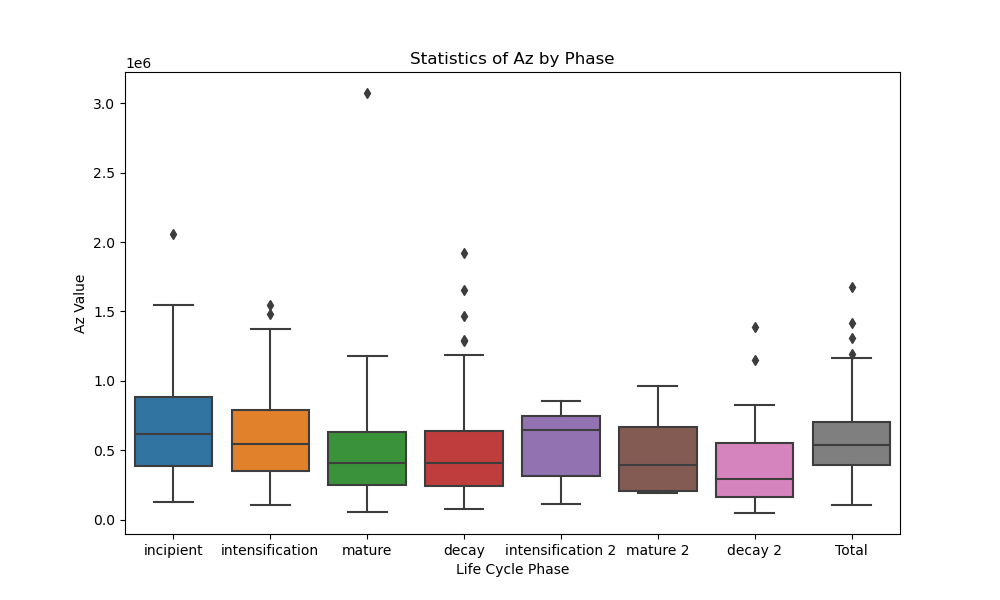 Statistics of Az by Phase
1e6
Az Value
3.0
2.5
2.0
1.5
1.0
0.5
0.0
incipient intensification mature decay intensification 2 mature 2 decay 2 Total
Life Cycle Phase